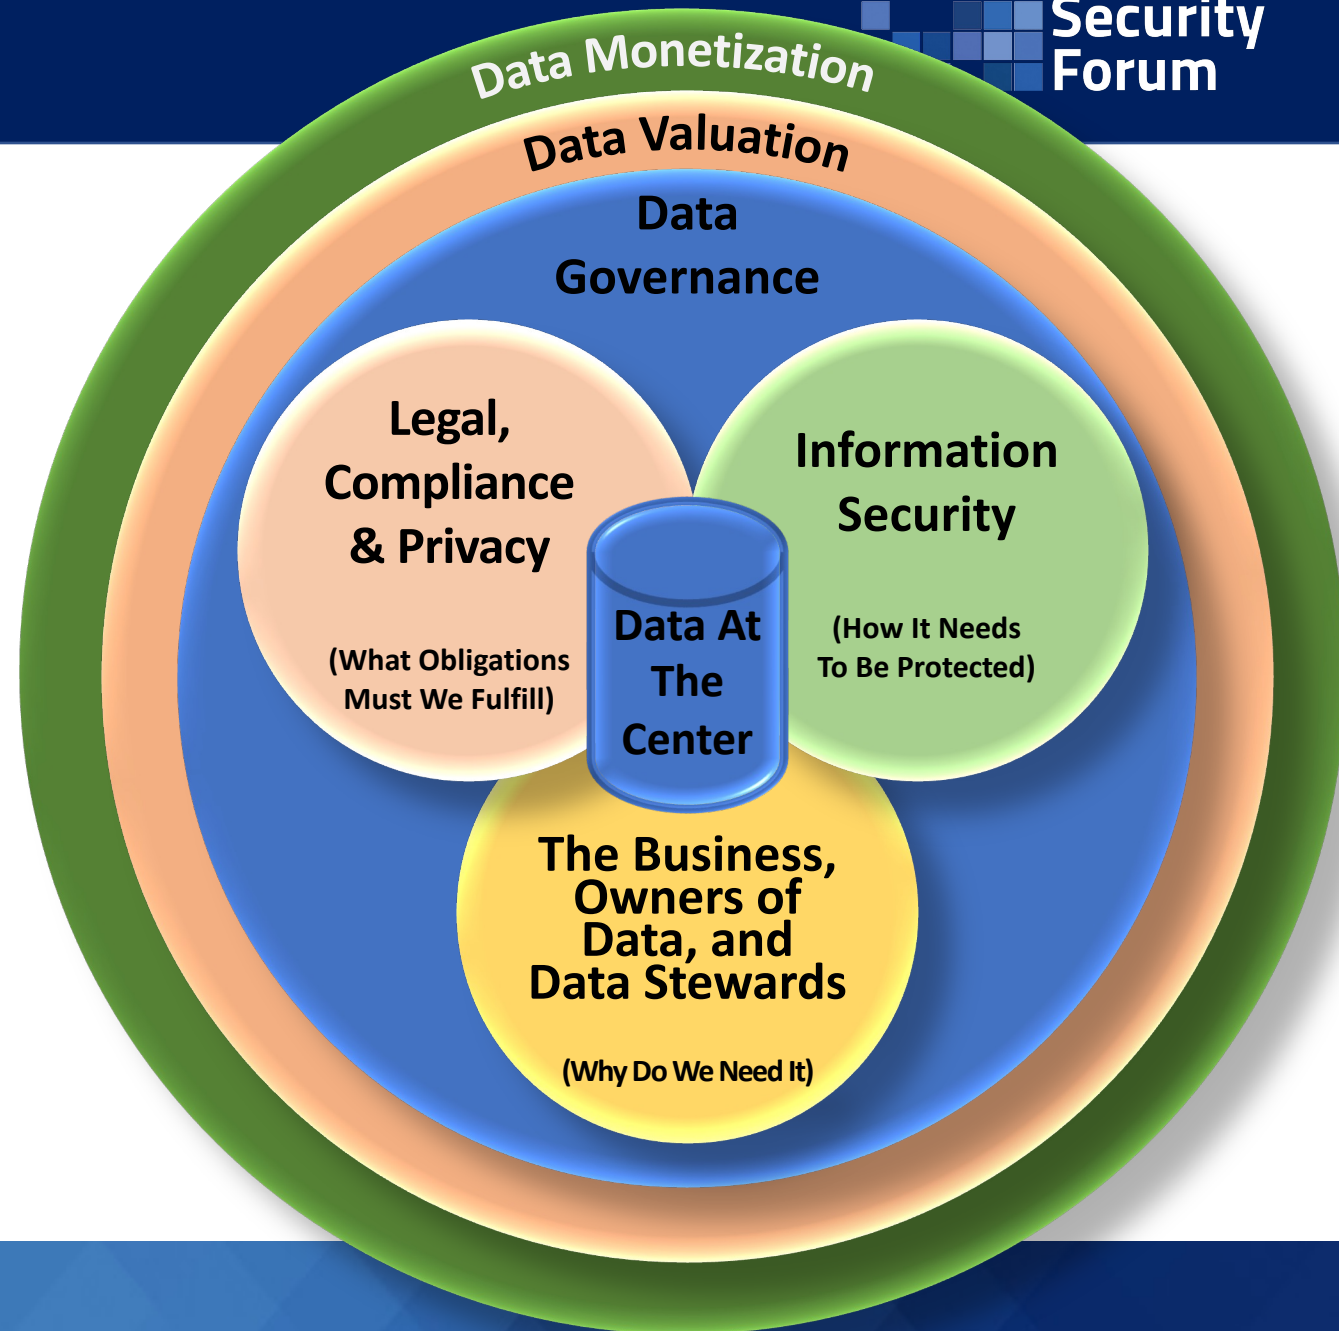 Security
Forum
Data Monetization
Data Valuation
Data
Governance
Legal,
Compliance
& Privacy
(What Obligations
Must We Fulfill)
Information
Security
(How It Needs
To Be Protected)
Data At
The
Center
The Business,
Owners of
Data, and
Data Stewards
(Why Do We Need It)